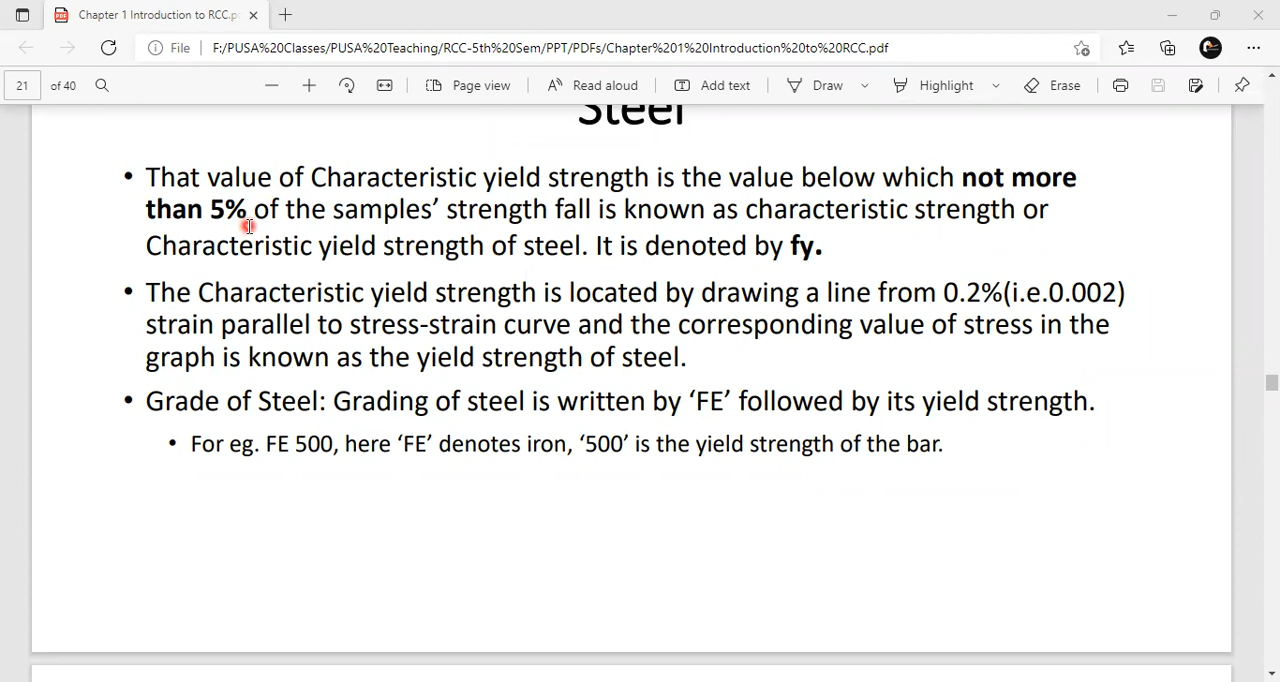 Chapter 1 Introduction to RCC.p
File F:/PUSA%20Classes/PUSA%20Teaching/RCC-5th%20Sem/PPT/PDFs/Chapter%201%20Introduction%20to%20RCC.pdf
21 of 40 Page view Read aloud Add text Draw Highlight Erase
Steel
• That value of Characteristic yield strength is the value below which not more
than 5% of the samples’ strength fall is known as characteristic strength or
Characteristic yield strength of steel. It is denoted by fy.
• The Characteristic yield strength is located by drawing a line from 0.2%(i.e.0.002)
strain parallel to stress-strain curve and the corresponding value of stress in the
graph is known as the yield strength of steel.
• Grade of Steel: Grading of steel is written by ‘FE’ followed by its yield strength.
• For eg. FE 500, here ‘FE’ denotes iron, ‘500’ is the yield strength of the bar.